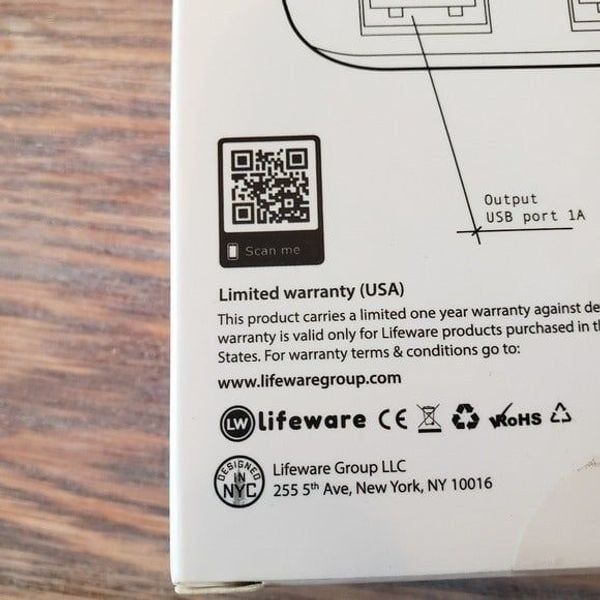 Output
USB port 1A
Scan me
Limited warranty (USA)
This product carries a limited one year warranty against de
warranty is valid only for Lifeware products purchased in t
States. For warranty terms & conditions go to:
www.lifewaregroup.com
LW lifeware CE RoHS
DESIGNED IN NYC
Lifeware Group LLC
255 5th Ave, New York, NY 10016